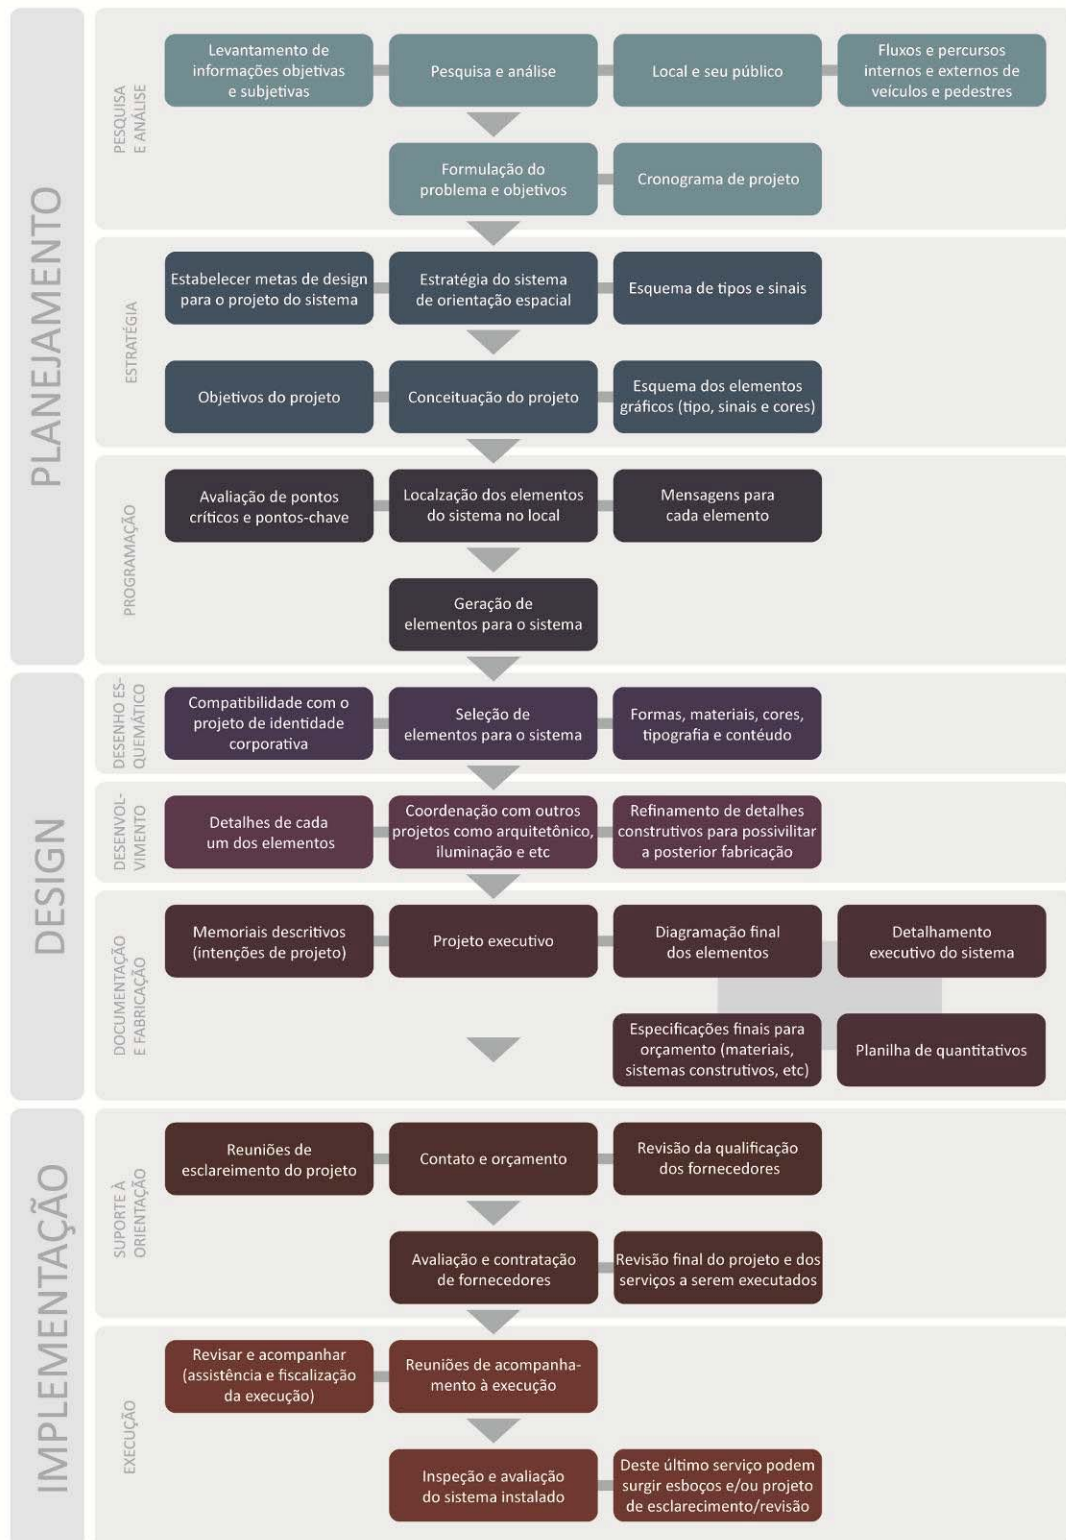 PLANEJAMENTO
PESQUISA
E ANÁLISE
Levantamento de
informações objetivas
e subjetivas
Pesquisa e análise
Local e seu público
Fluxos e percursos
internos e externos de
veículos e pedestres
Formulação do
problema e objetivos
Cronograma de projeto
ESTRATÉGIA
Estabelecer metas de design
para o projeto do sistema
Estratégia do sistema
de orientação espacial
Esquema de tipos e sinais
Objetivos do projeto
Conceituação do projeto
Esquema dos elementos
gráficos (tipo, sinais e cores)
PROGRAMAÇÃO
Avaliação de pontos
críticos e pontos-chave
Localzação dos elementos
do sistema no local
Mensagens para
cada elemento
Geração de
elementos para o sistema
DESIGN
DESENHO ES-
QUEMÁTICO
Compatibilidade com o
projeto de identidade
corporativa
Seleção de
elementos para o sistema
Formas, materiais, cores,
tipografia e contéudo
DESENVOL-
VIMENTO
Detalhes de cada
um dos elementos
Coordenação com outros
projetos como arquitetônico,
iluminação e etc
Refinamento de detalhes
construtivos para possivilitar
a posterior fabricação
DOCUMENTAÇÃO
E FABRICAÇÃO
Memoriais descritivos
(intenções de projeto)
Projeto executivo
Diagramação final
dos elementos
Detalhamento
executivo do sistema
Especificações finais para
orçamento (materiais,
sistemas construtivos, etc)
Planilha de quantitativos
IMPLEMENTAÇÃO
SUPORTE À
ORIENTAÇÃO
Reuniões de
esclareimento do projeto
Contato e orçamento
Revisão da qualificação
dos fornecedores
Avaliação e contratação
de fornecedores
Revisão final do projeto e dos
serviços a serem executados
EXECUÇÃO
Revisar e acompanhar
(assistência e fiscalização
da execução)
Reuniões de acompanha-
mento à execução
Inspeção e avaliação
do sistema instalado
Deste último serviço podem
surgir esboços e/ou projeto
de esclarecimento/revisão